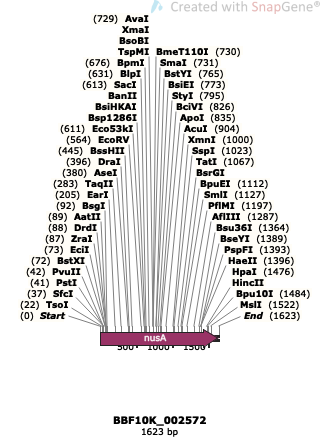 Created with SnapGene®
(729) AvaI
XmaI
BsoBI
TspMI BmeT110I (730)
(676) BpmI SmaI (731)
(631) BlpI BstYI (765)
(613) SacI BsiEI (773)
BanII StyI (795)
BsiHKAI BciVI (826)
Bsp1286I ApoI (835)
(611) Eco53kI AcuI (904)
(564) EcoRV XmnI (1000)
(445) BssHII SspI (1023)
(396) DraI TatI (1067)
(380) AseI BsrGI
(283) TaqII BpuEI (1112)
(205) EarI SmlI (1127)
(92) BsgI PflMI (1197)
(89) AatII AflIII (1287)
(88) DrdI Bsu36I (1364)
(87) ZraI BseYI (1389)
(73) EciI PspFI (1393)
(72) BstXI HaeII (1396)
(42) PvuII HpaI (1476)
(41) PstI HincII
(37) SfcI Bpu10I (1484)
(22) TsoI MslI (1522)
(0) Start End (1623)
nusA
500 1000 1500
BBF10K_002572
1623 bp